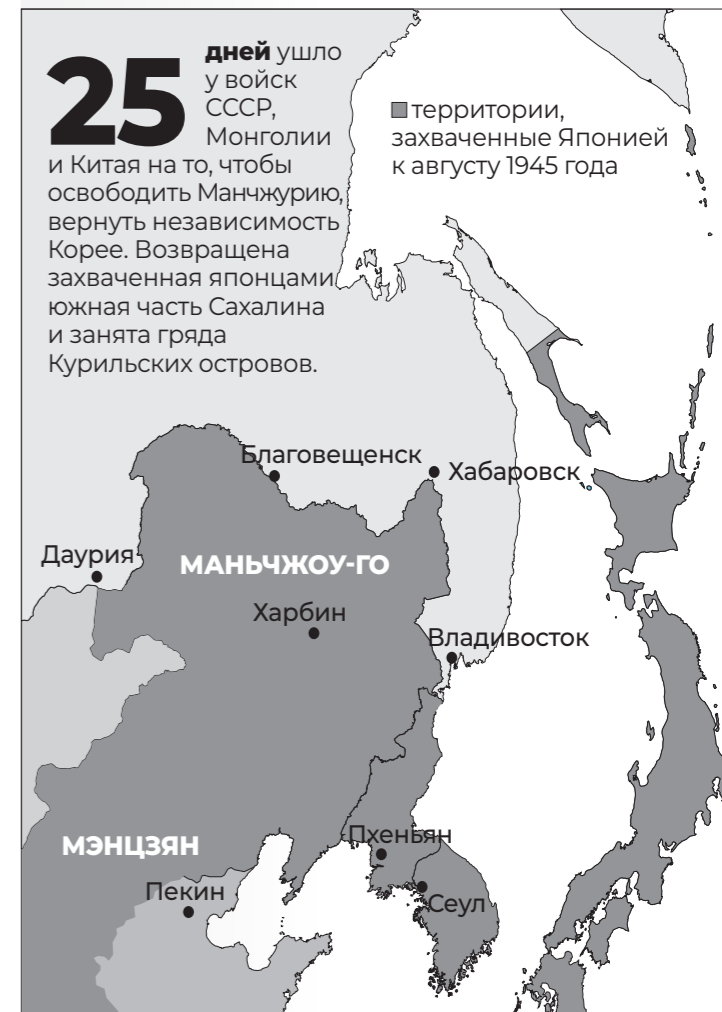 25 дней ушло
у войск
СССР,
Монголии
и Китая на то, чтобы
освободить Манчжурию,
вернуть независимость
Корее. Возвращена
захваченная японцами
южная часть Сахалина
и занята гряда
Курильских островов.
территории,
захваченные Японией
к августу 1945 года
Благовещенск
Хабаровск
Даурия
МАНЬЧЖОУ-ГО
Харбин
Владивосток
МЭНЦЗЯН
Пхеньян
Пекин
Сеул